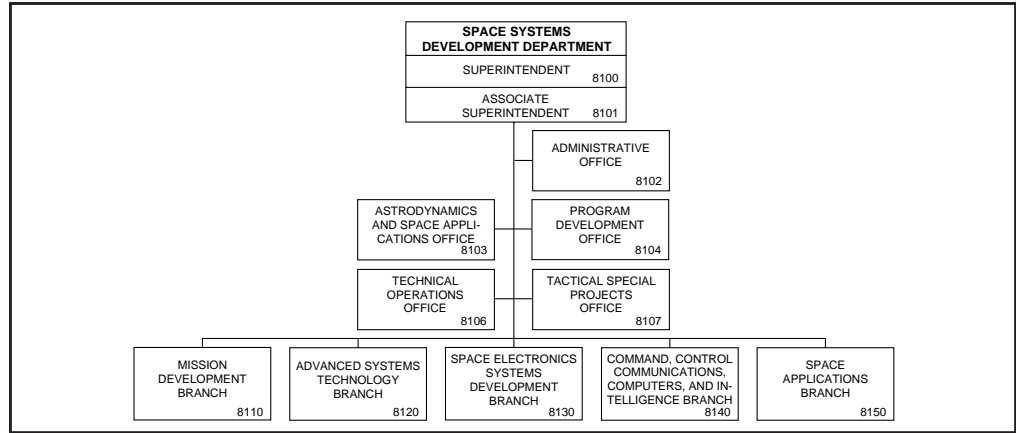 SPACE SYSTEMS
DEVELOPMENT DEPARTMENT
SUPERINTENDENT
8100
ASSOCIATE
SUPERINTENDENT
8101
ADMINISTRATIVE
OFFICE
8102
ASTRODYNAMICS
AND SPACE APPLI-
CATIONS OFFICE
8103
PROGRAM
DEVELOPMENT
OFFICE
8104
TECHNICAL
OPERATIONS
OFFICE
8106
TACTICAL SPECIAL
PROJECTS
OFFICE
8107
MISSION
DEVELOPMENT
BRANCH
8110
ADVANCED SYSTEMS
TECHNOLOGY
BRANCH
8120
SPACE ELECTRONICS
SYSTEMS
DEVELOPMENT
BRANCH
8130
COMMAND, CONTROL
COMMUNICATIONS,
COMPUTERS, AND IN-
TELLIGENCE BRANCH
8140
SPACE
APPLICATIONS
BRANCH
8150